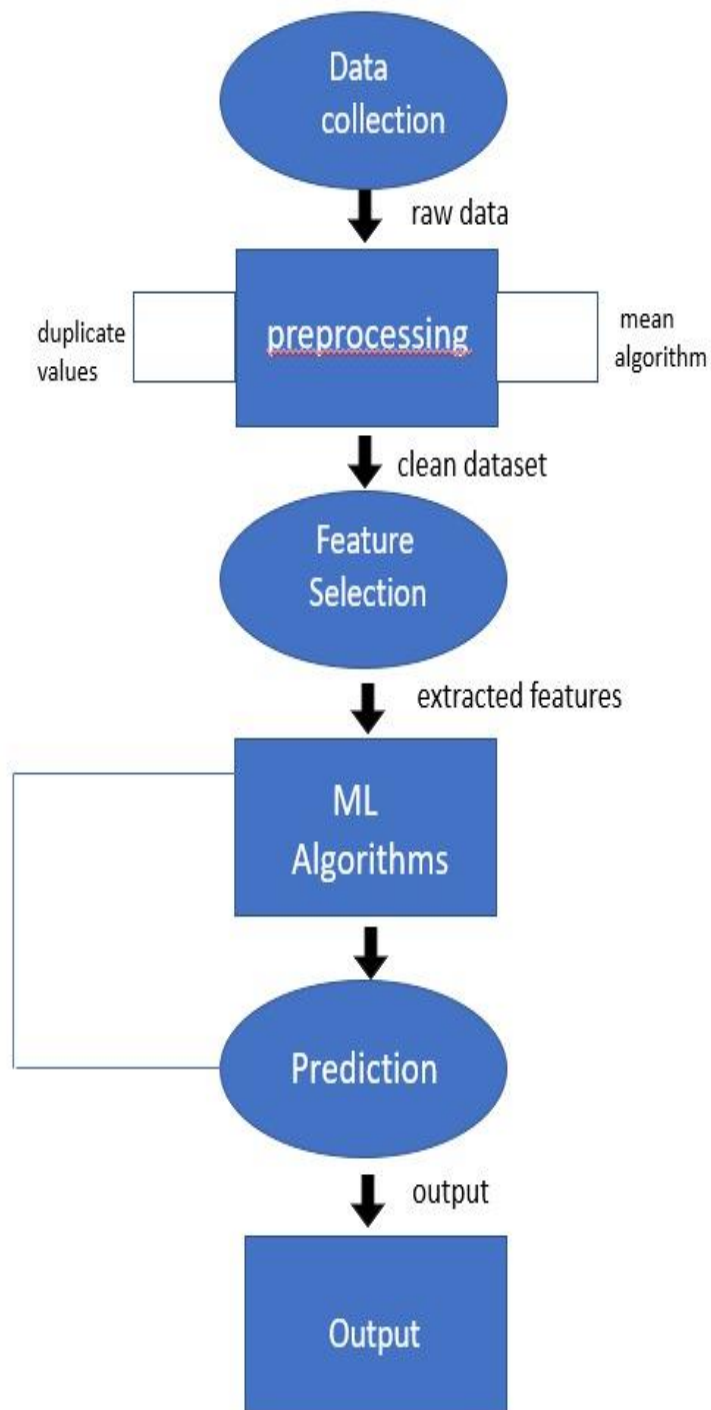 Data
collection
raw data
duplicate
values
preprocessing
mean
algorithm
clean dataset
Feature
Selection
extracted features
ML
Algorithms
Prediction
output
Output